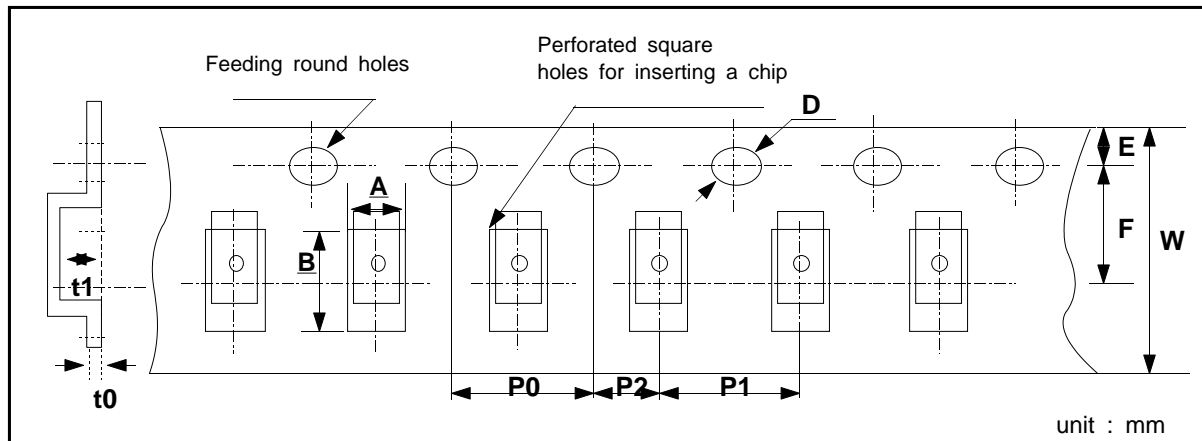 Feeding round holes
Perforated square
holes for inserting a chip
D
E
A
F
W
B
t1
P0
P2
P1
t0
unit : mm